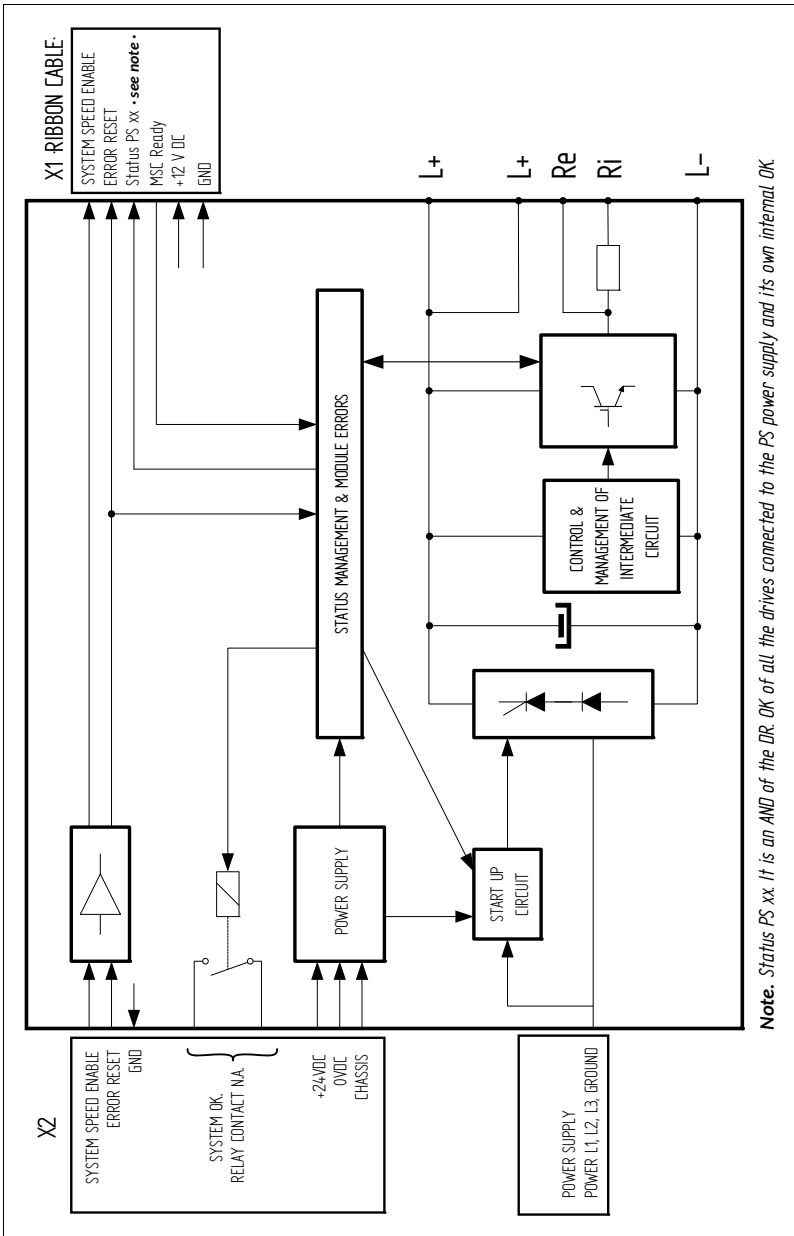 X2
SYSTEM SPEED ENABLE
ERROR RESET
GND
SYSTEM OK.
RELAY CONTACT N.A.
+24VDC
0VDC
CHASSIS
POWER SUPPLY
POWER L1, L2, L3, GROUND
POWER SUPPLY
START UP
CIRCUIT
STATUS MANAGEMENT & MODULE ERRORS
CONTROL &
MANAGEMENT OF
INTERMEDIATE
CIRCUIT
X1 ·RIBBON CABLE·
SYSTEM SPEED ENABLE
ERROR RESET
Status PS xx · see note ·
MSC Ready
+12 V DC
GND
L+
L+
Re
Ri
L-
Note. Status PS xx. It is an AND of the DR. OK of all the drives connected to the PS power supply and its own internal OK.